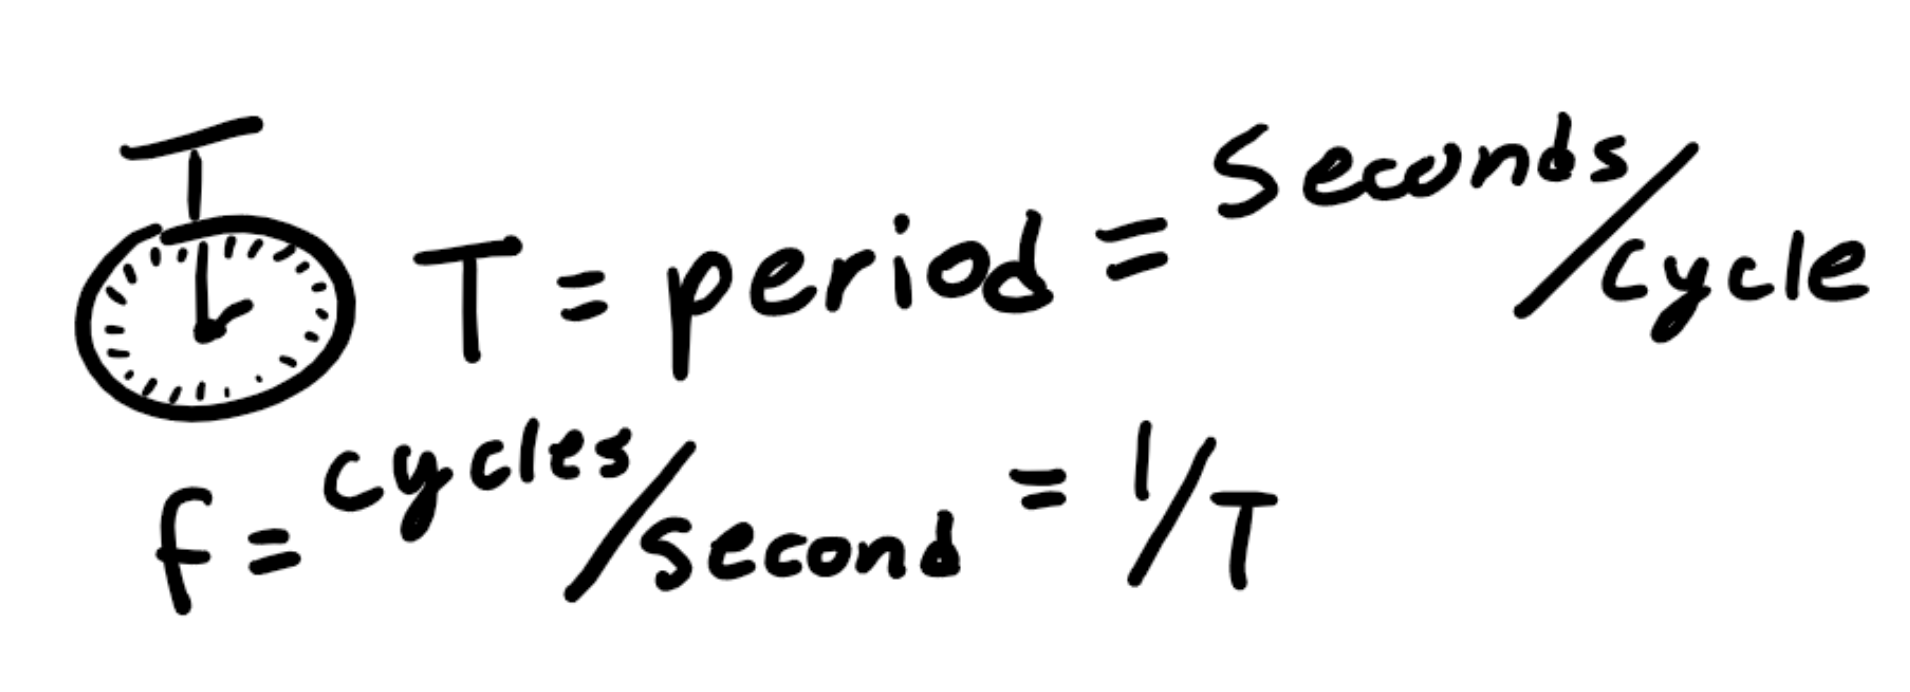 T = period = seconds/cycle
f = cycles/second = 1/T